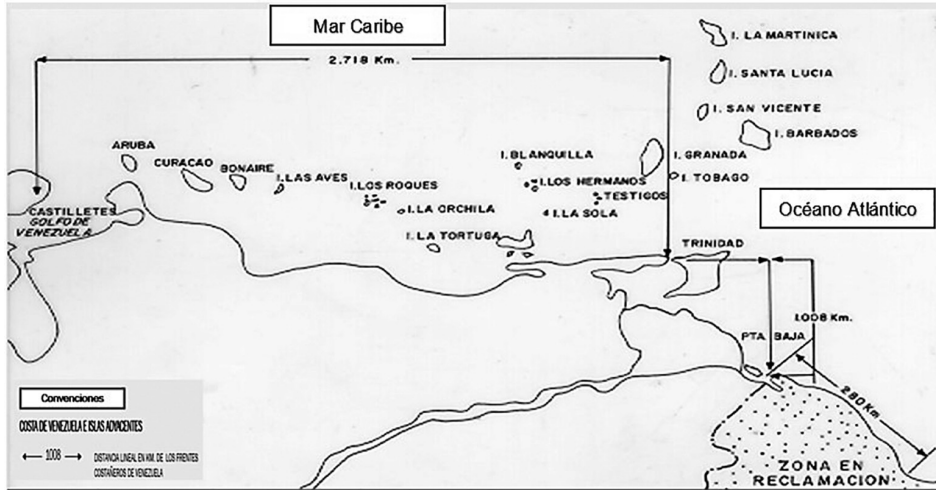 Mar Caribe
2.718 Km.
I. LA MARTINICA
I. SANTA LUCIA
I. SAN VICENTE
I. BARBADOS
ARUBA
CURACAO
BONAIRE
I. LAS AVES
I. BLANQUILLA
I. GRANADA
I. LOS ROQUES
I. LOS HERMANOS
I. TOBAGO
TESTIGOS
CASTILLETES
GOLFO DE
VENEZUELA
I. LA ORCHILA
I. LA SOLA
Océano Atlántico
I. LA TORTUGA
TRINIDAD
1.008 Km.
PTA. BAJA
280 Km
Convenciones
COSTA DE VENEZUELA E ISLAS ADYACENTES
1008
DISTANCIA LINEAL EN KM. DE LOS FRENTES
COSTAÑEROS DE VENEZUELA
ZONA EN
RECLAMACION